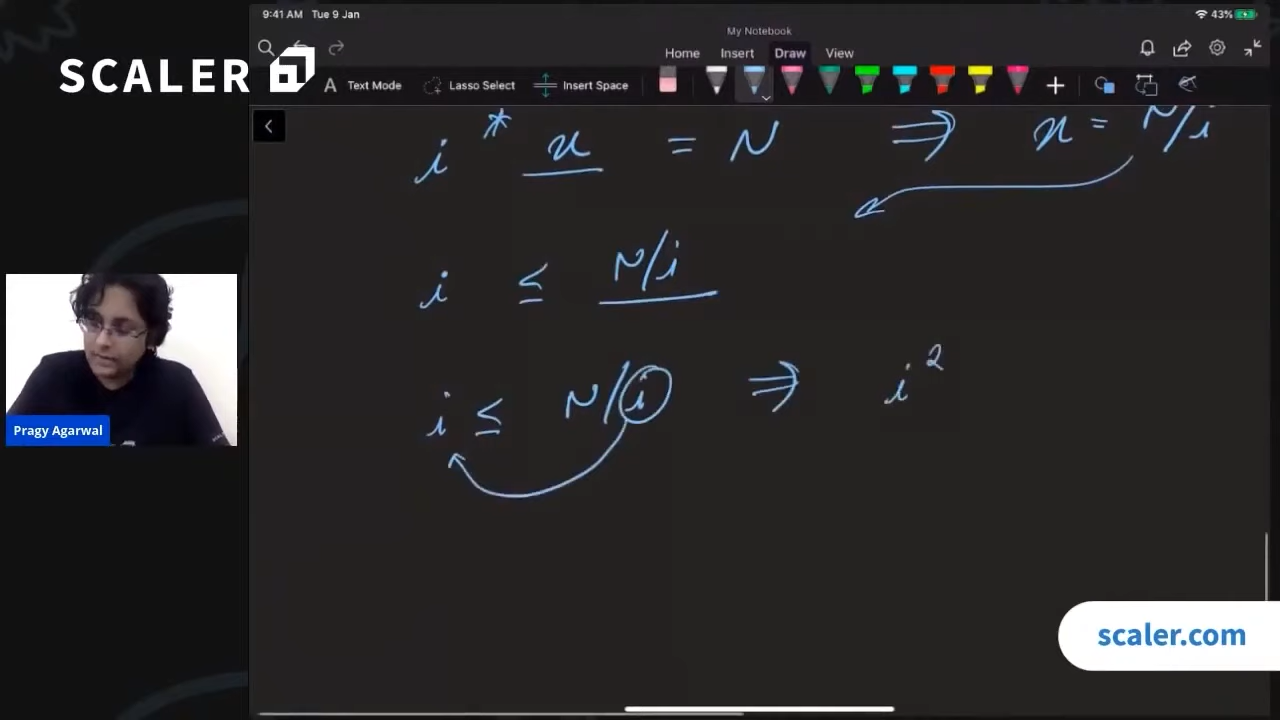 9:41 AM Tue 9 Jan 43%
My Notebook
SCALER
Home Insert Draw View
A Text Mode Lasso Select Insert Space
i * x = N ⇒ x = N/i
i ≤ N/i
i ≤ N/i ⇒ i²
Pragy Agarwal
scaler.com